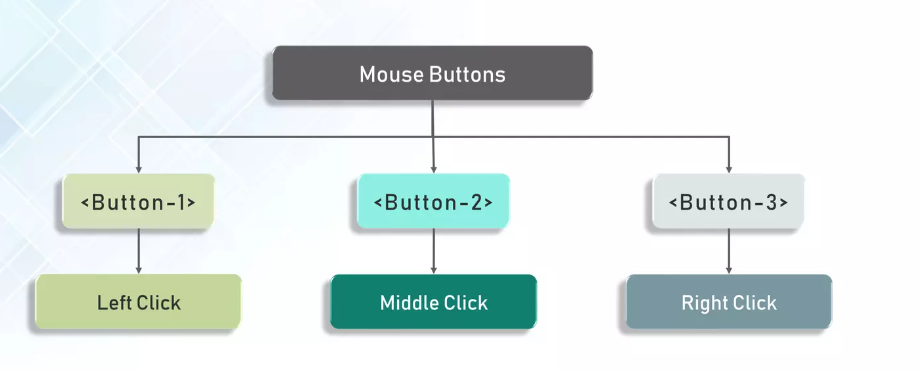 Mouse Buttons
<Button-1>
<Button-2>
<Button-3>
Left Click
Middle Click
Right Click